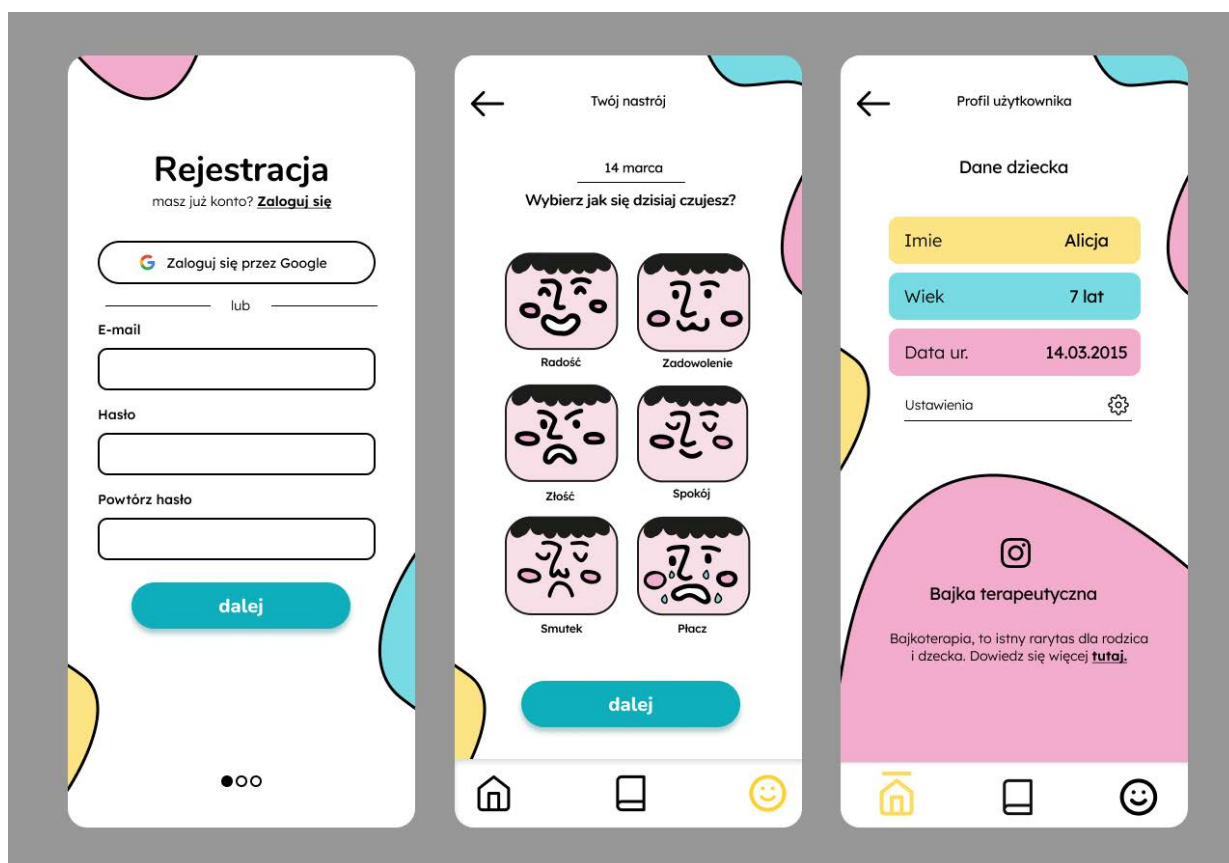 Rejestracja
masz już konto? Zaloguj się
Zaloguj się przez Google
lub
E-mail
Hasło
Powtórz hasło
dalej
Twój nastrój
14 marca
Wybierz jak się dzisiaj czujesz?
Radość
Zadowolenie
Złość
Spokój
Smutek
Płacz
dalej
Profil użytkownika
Dane dziecka
Imie Alicja
Wiek 7 lat
Data ur. 14.03.2015
Ustawienia
Bajka terapeutyczna
Bajkoterapia, to istny rarytas dla rodzica
i dzecka. Dowiedz się więcej tutaj.